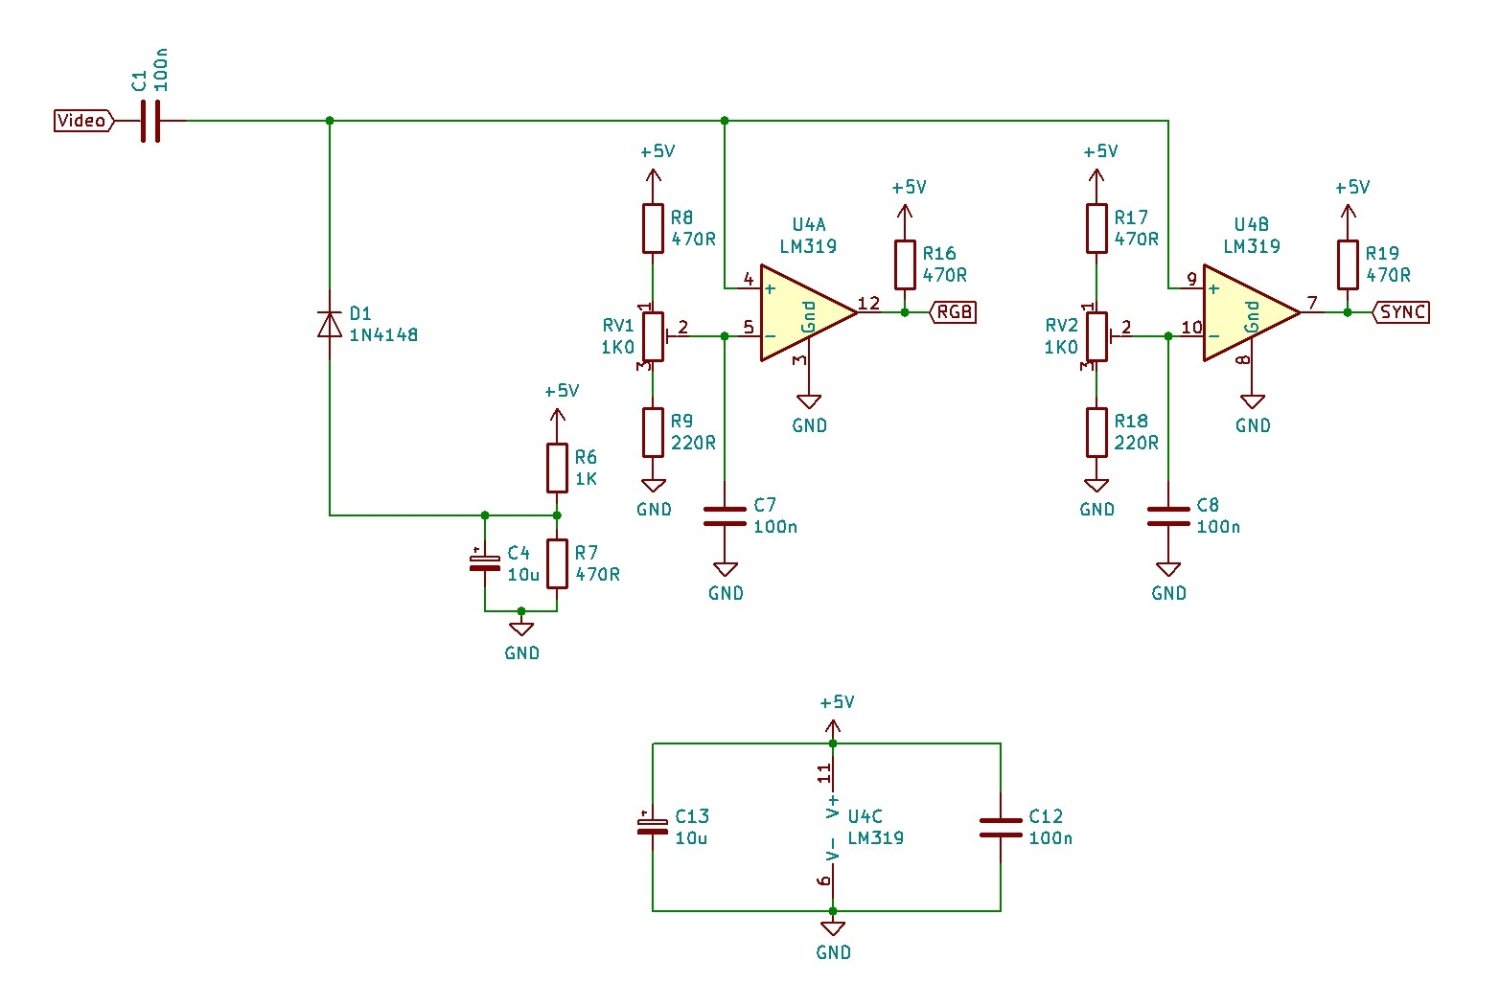 C1
100n
Video
D1
1N4148
+5V
R6
1K
C4
10u
+
R7
470R
GND
+5V
R8
470R
1
RV1
1K0
2
3
R9
220R
GND
U4A
LM319
4
+
5
-
Gnd
3
GND
12
+5V
R16
470R
RGB
C7
100n
GND
+5V
R17
470R
1
RV2
1K0
2
3
R18
220R
GND
U4B
LM319
9
+
10
-
Gnd
8
GND
7
+5V
R19
470R
SYNC
C8
100n
GND
+5V
11
V+
U4C
LM319
V-
6
+
C13
10u
C12
100n
GND